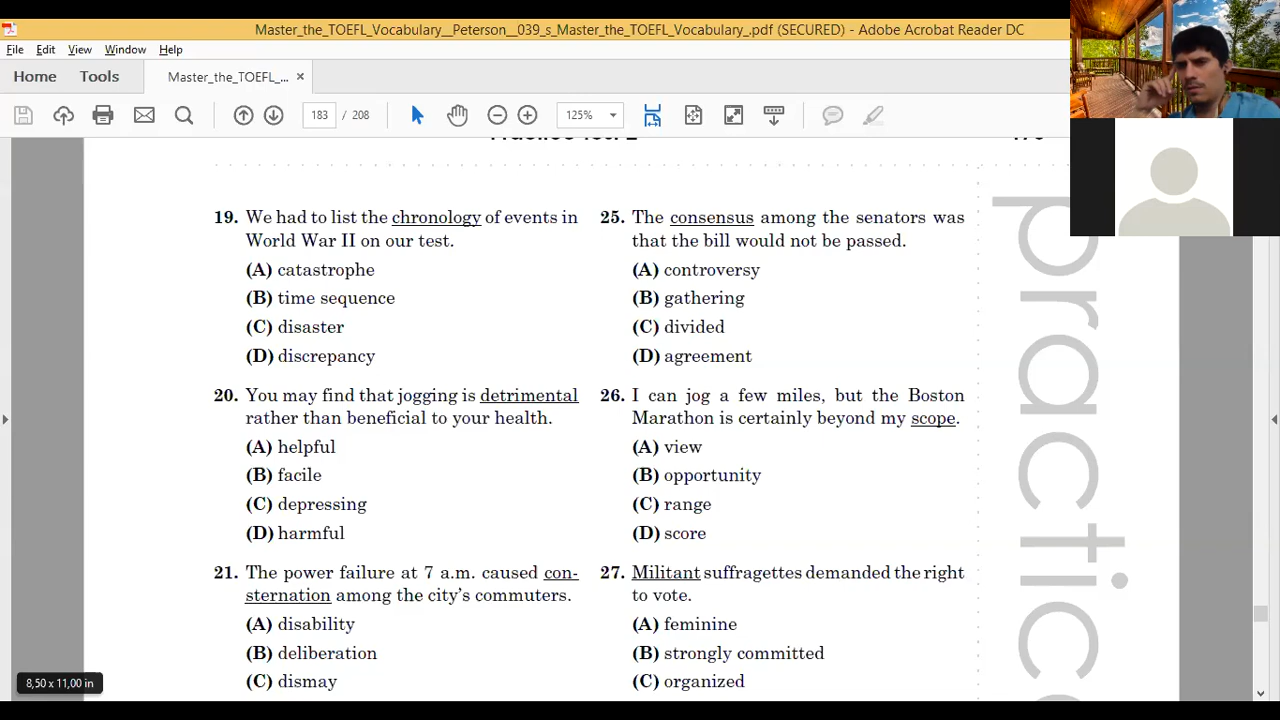 Master_the_TOEFL_Vocabulary__Peterson__039_s_Master_the_TOEFL_Vocabulary_.pdf (SECURED) - Adobe Acrobat Reader DC
File Edit View Window Help
Home Tools Master_the_TOEFL_... ×
183 / 208 125%
19. We had to list the chronology of events in
World War II on our test.
(A) catastrophe
(B) time sequence
(C) disaster
(D) discrepancy
20. You may find that jogging is detrimental
rather than beneficial to your health.
(A) helpful
(B) facile
(C) depressing
(D) harmful
21. The power failure at 7 a.m. caused con-
sternation among the city's commuters.
(A) disability
(B) deliberation
(C) dismay
25. The consensus among the senators was
that the bill would not be passed.
(A) controversy
(B) gathering
(C) divided
(D) agreement
26. I can jog a few miles, but the Boston
Marathon is certainly beyond my scope.
(A) view
(B) opportunity
(C) range
(D) score
27. Militant suffragettes demanded the right
to vote.
(A) feminine
(B) strongly committed
(C) organized
practic
8,50 x 11,00 in